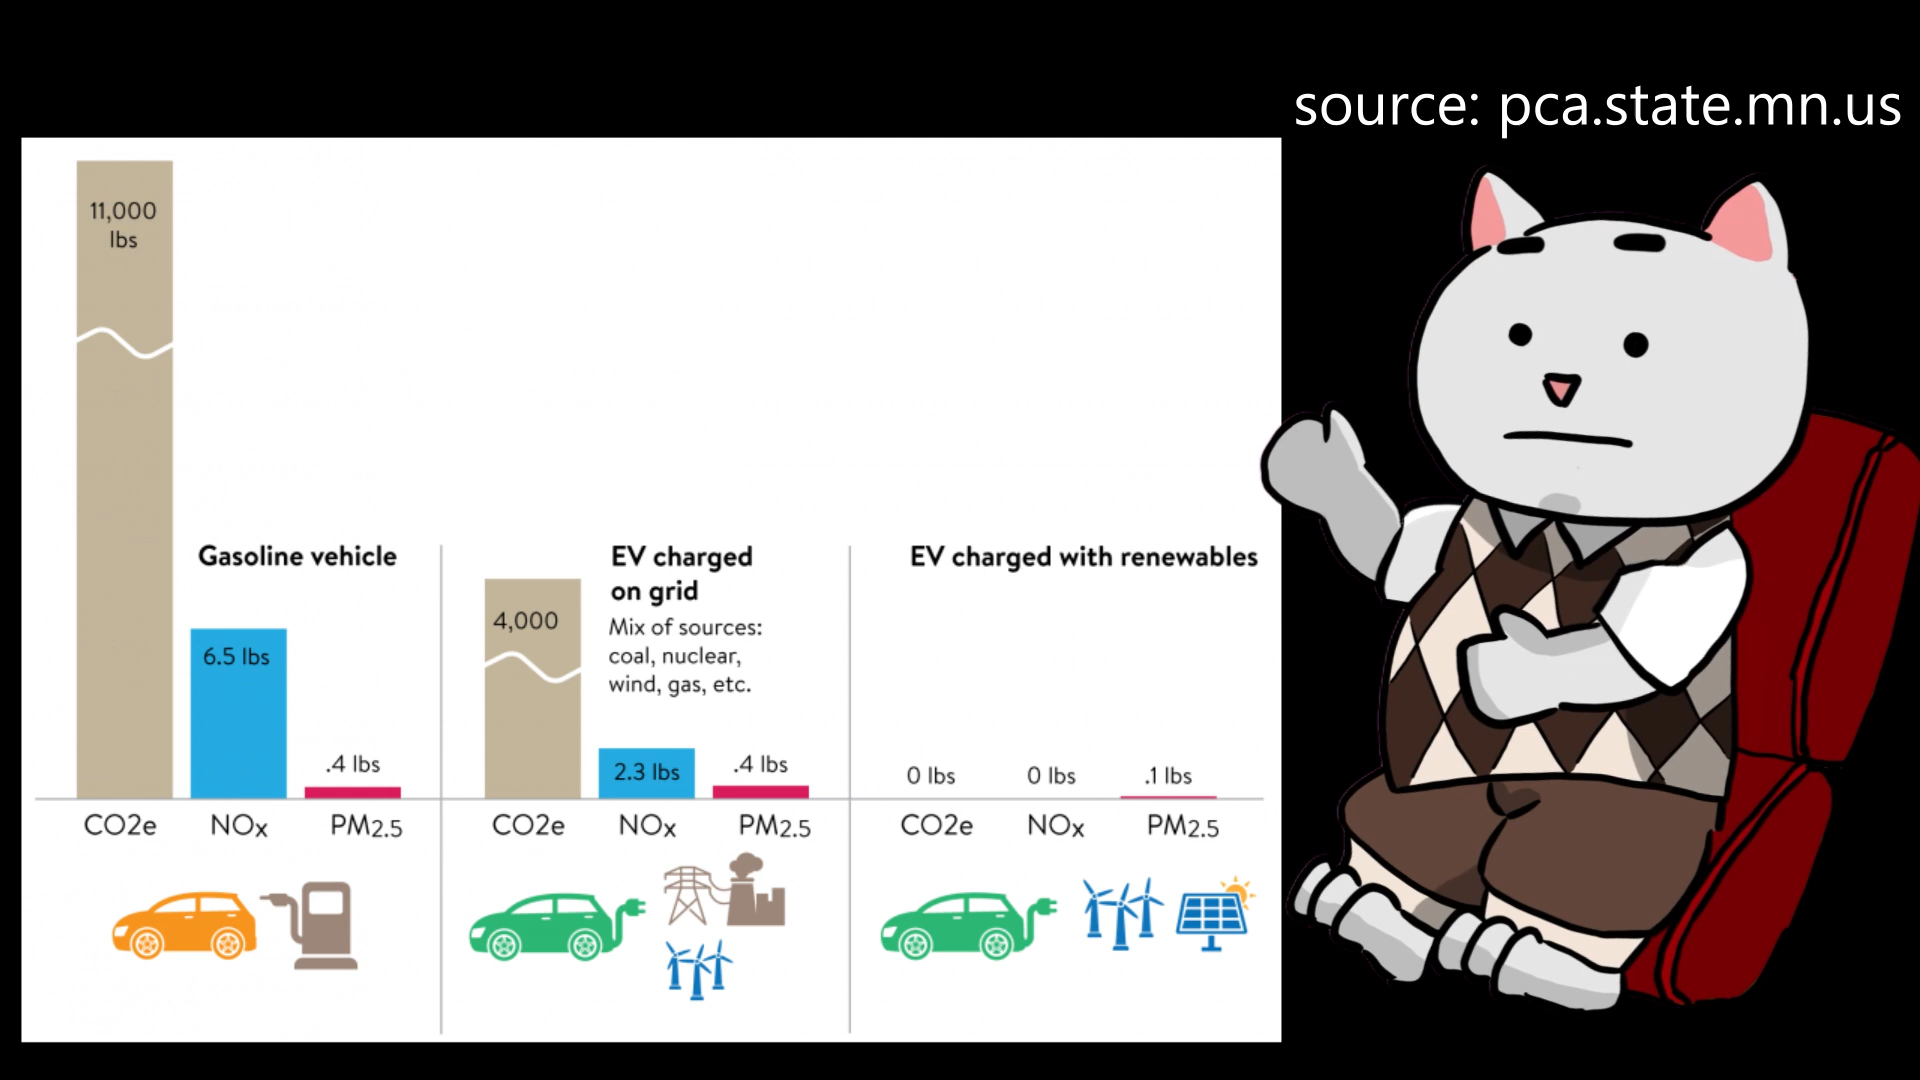 source: pca.state.mn.us
11,000
lbs
Gasoline vehicle
6.5 lbs
.4 lbs
CO2e
NOx
PM2.5
EV charged
on grid
Mix of sources:
coal, nuclear,
wind, gas, etc.
4,000
2.3 lbs
.4 lbs
CO2e
NOx
PM2.5
EV charged with renewables
0 lbs
0 lbs
.1 lbs
CO2e
NOx
PM2.5